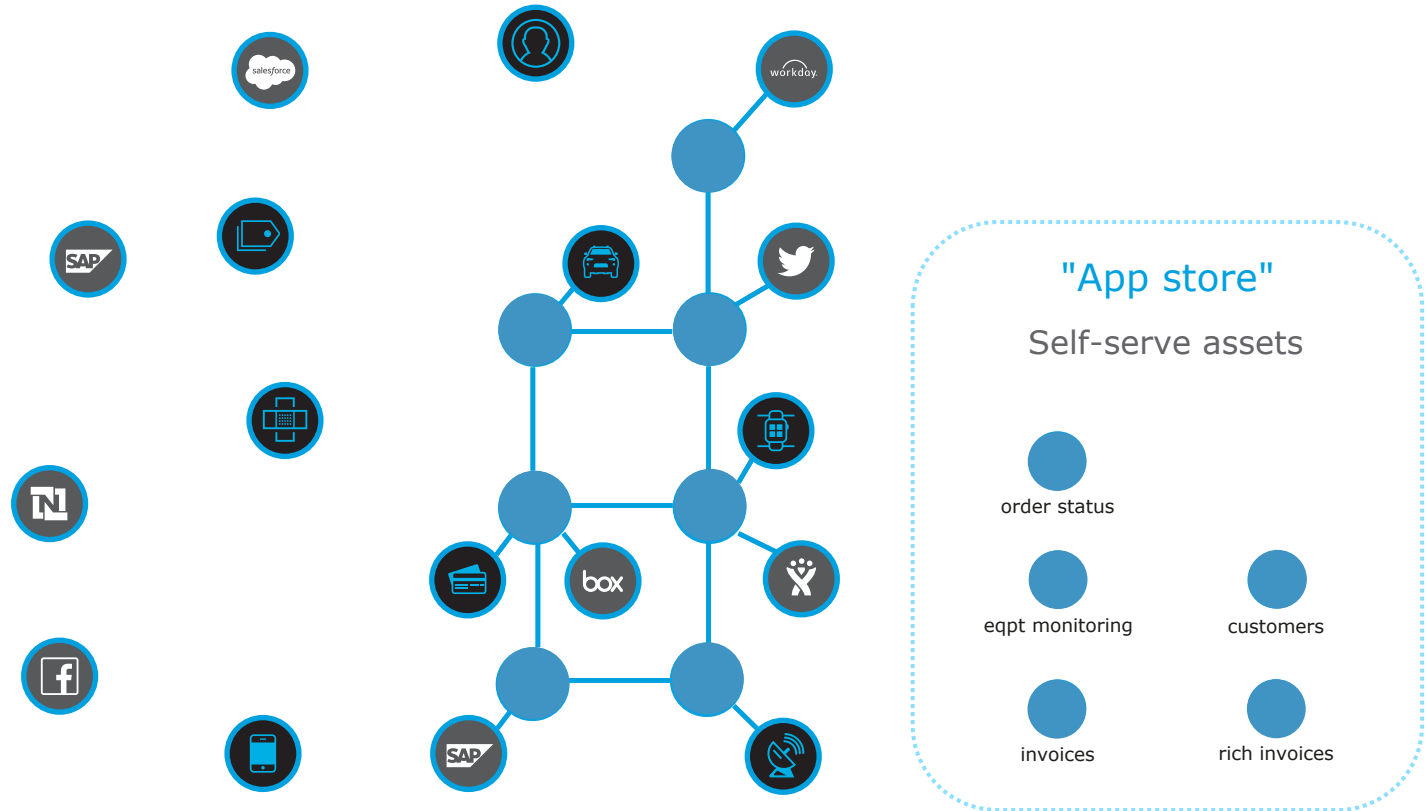 salesforce
workday.
SAP
N
f
box
SAP
"App store"
Self-serve assets
order status
eqpt monitoring
customers
invoices
rich invoices